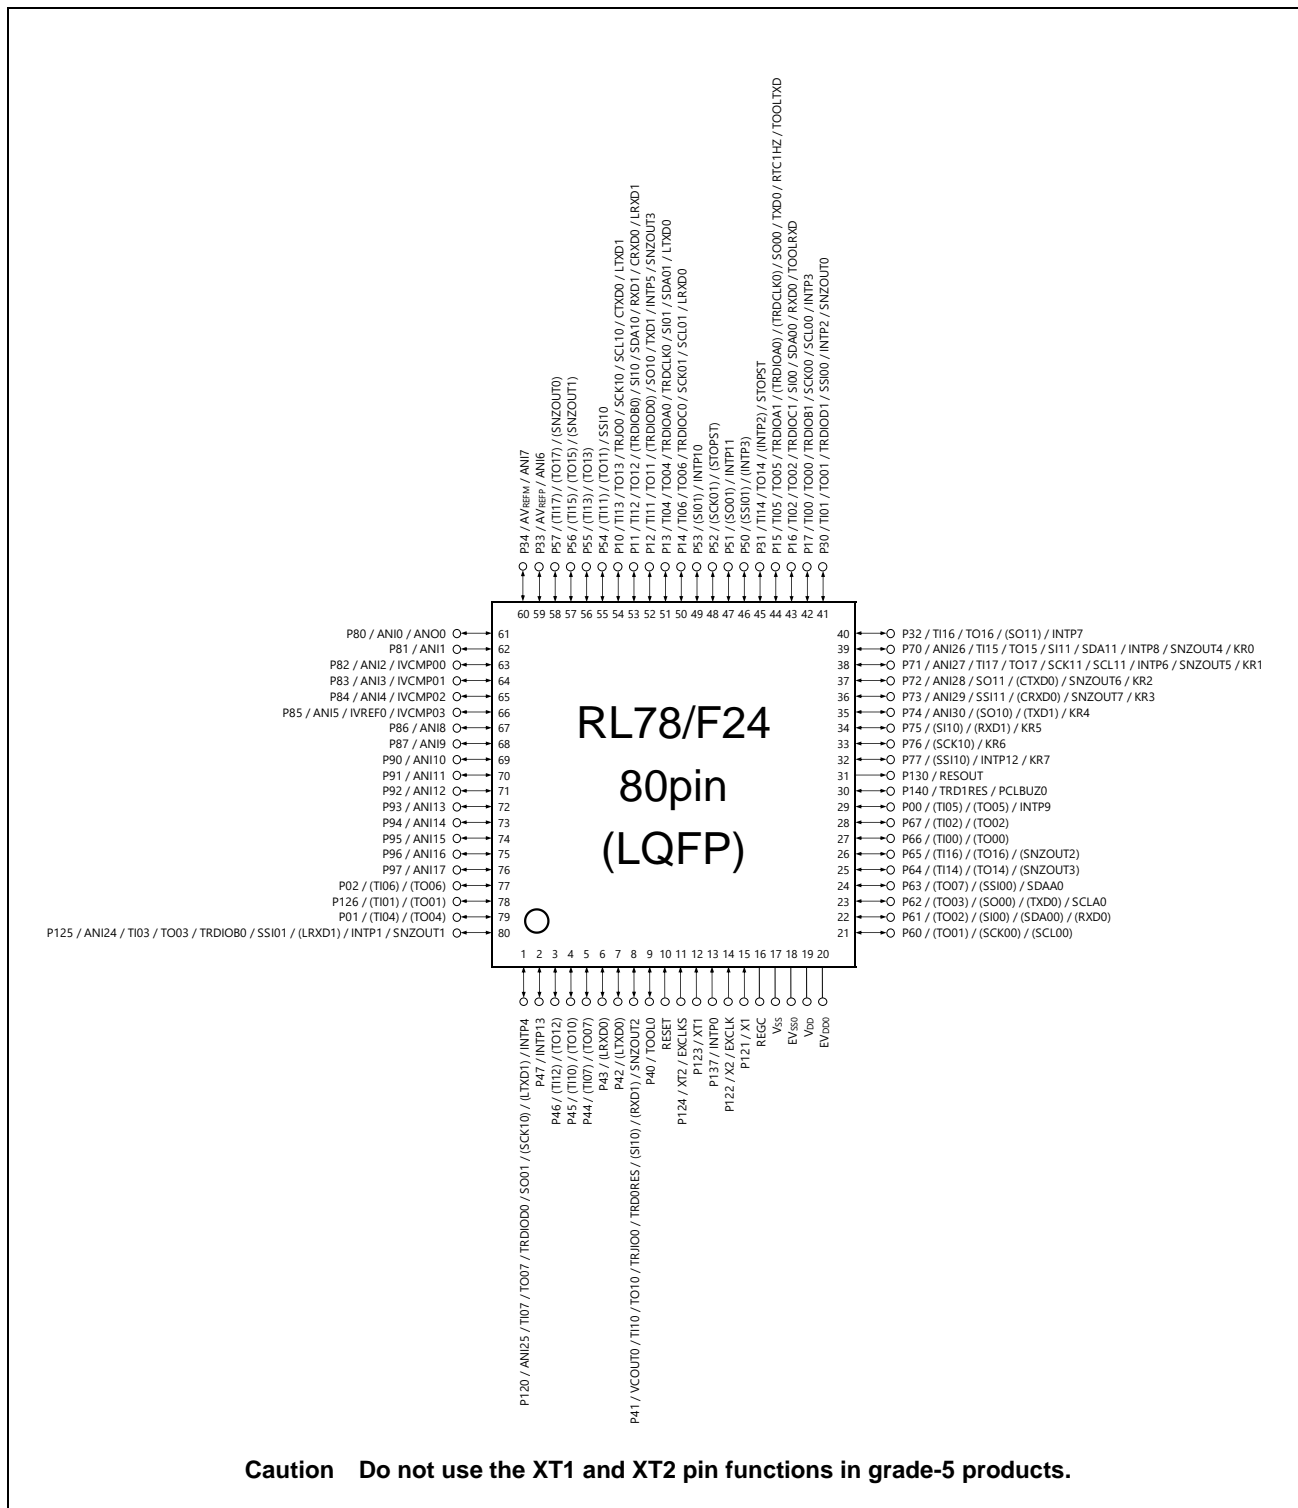 P34 / AVREFM / ANI7
P33 / AVREFP / ANI6
P57 / (TI17) / (TO17) / (SNZOUT0)
P56 / (TI15) / (TO15) / (SNZOUT1)
P55 / (TI13) / (TO13)
P54 / (TI11) / (TO11) / SSI10
P10 / TI13 / TO13 / TRJO0 / SCK10 / SCL10 / CTXD0 / LTXD1
P11 / TI12 / TO12 / (TRDIOB0) / SI10 / SDA10 / RXD1 / CRXD0 / LRXD1
P12 / TI11 / TO11 / (TRDIOD0) / SO10 / TXD1 / INTP5 / SNZOUT3
P13 / TI04 / TO04 / TRDIOA0 / TRDCLK0 / SI01 / SDA01 / LTXD0
P14 / TI06 / TO06 / TRDIOC0 / SCK01 / SCL01 / LRXD0
P53 / (SI01) / INTP10
P52 / (SCK01) / (STOPST)
P51 / (SO01) / INTP11
P50 / (SSI01) / (INTP3)
P31 / TI14 / TO14 / (INTP2) / STOPST
P15 / TI05 / TO05 / TRDIOA1 / (TRDIOA0) / (TRDCLK0) / SO00 / TXD0 / RTC1HZ / TOOLTXD
P16 / TI02 / TO02 / TRDIOC1 / SI00 / SDA00 / RXD0 / TOOLRXD
P17 / TI00 / TO00 / TRDIOB1 / SCK00 / SCL00 / INTP3
P30 / TI01 / TO01 / TRDIOD1 / SSI00 / INTP2 / SNZOUT0
60 59 58 57 56 55 54 53 52 51 50 49 48 47 46 45 44 43 42 41
P80 / ANI0 / ANO0 61
P81 / ANI1 62
P82 / ANI2 / IVCMP00 63
P83 / ANI3 / IVCMP01 64
P84 / ANI4 / IVCMP02 65
P85 / ANI5 / IVREF0 / IVCMP03 66
P86 / ANI8 67
P87 / ANI9 68
P90 / ANI10 69
P91 / ANI11 70
P92 / ANI12 71
P93 / ANI13 72
P94 / ANI14 73
P95 / ANI15 74
P96 / ANI16 75
P97 / ANI17 76
P02 / (TI06) / (TO06) 77
P126 / (TI01) / (TO01) 78
P01 / (TI04) / (TO04) 79
P125 / ANI24 / TI03 / TO03 / TRDIOB0 / SSI01 / (LRXD1) / INTP1 / SNZOUT1 80
RL78/F24
80pin
(LQFP)
40 P32 / TI16 / TO16 / (SO11) / INTP7
39 P70 / ANI26 / TI15 / TO15 / SI11 / SDA11 / INTP8 / SNZOUT4 / KR0
38 P71 / ANI27 / TI17 / TO17 / SCK11 / SCL11 / INTP6 / SNZOUT5 / KR1
37 P72 / ANI28 / SO11 / (CTXD0) / SNZOUT6 / KR2
36 P73 / ANI29 / SSI11 / (CRXD0) / SNZOUT7 / KR3
35 P74 / ANI30 / (SO10) / (TXD1) / KR4
34 P75 / (SI10) / (RXD1) / KR5
33 P76 / (SCK10) / KR6
32 P77 / (SSI10) / INTP12 / KR7
31 P130 / RESOUT
30 P140 / TRD1RES / PCLBUZ0
29 P00 / (TI05) / (TO05) / INTP9
28 P67 / (TI02) / (TO02)
27 P66 / (TI00) / (TO00)
26 P65 / (TI16) / (TO16) / (SNZOUT2)
25 P64 / (TI14) / (TO14) / (SNZOUT3)
24 P63 / (TO07) / (SSI00) / SDAA0
23 P62 / (TO03) / (SO00) / (TXD0) / SCLA0
22 P61 / (TO02) / (SI00) / (SDA00) / (RXD0)
21 P60 / (TO01) / (SCK00) / (SCL00)
1 2 3 4 5 6 7 8 9 10 11 12 13 14 15 16 17 18 19 20
P120 / ANI25 / TI07 / TO07 / TRDIOD0 / SO01 / (SCK10) / (LTXD1) / INTP4
P47 / INTP13
P46 / (TI12) / (TO12)
P45 / (TI10) / (TO10)
P44 / (TI07) / (TO07)
P43 / (LRXD0)
P42 / (LTXD0)
P41 / VCOUT0 / TI10 / TO10 / TRJIO0 / TRD0RES / (SI10) / (RXD1) / SNZOUT2
P40 / TOOL0
RESET
P124 / XT2 / EXCLKS
P123 / XT1
P137 / INTP0
P122 / X2 / EXCLK
P121 / X1
REGC
VSS
EVSS0
VDD
EVDD0
Caution Do not use the XT1 and XT2 pin functions in grade-5 products.